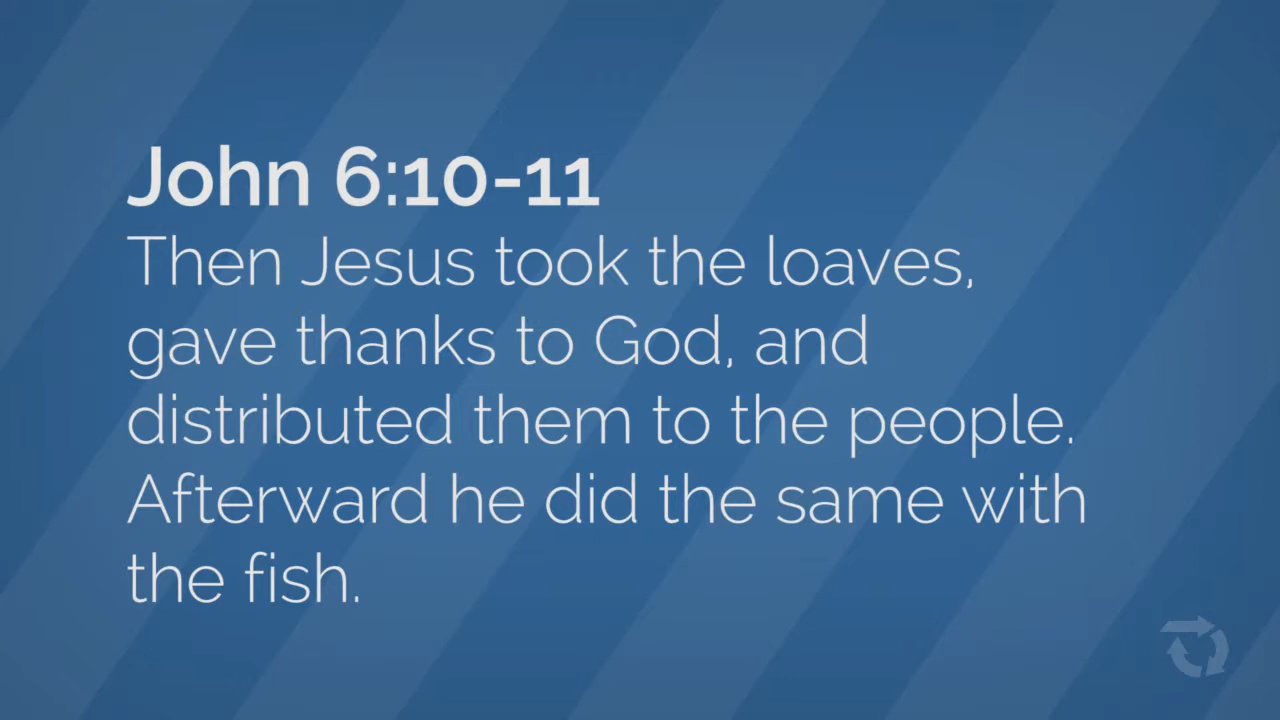 John 6:10-11
Then Jesus took the loaves,
gave thanks to God, and
distributed them to the people.
Afterward he did the same with
the fish.